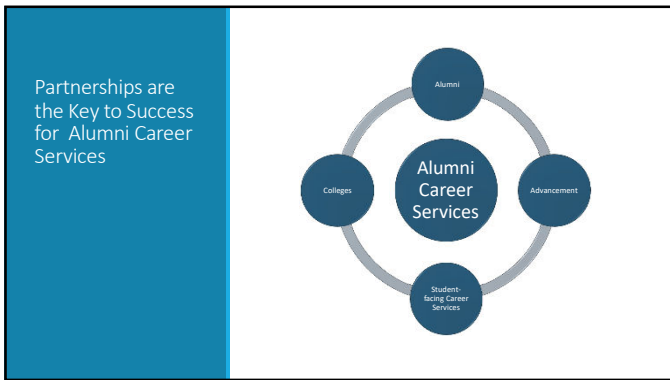 Partnerships are
the Key to Success
for Alumni Career
Services
Alumni
Alumni
Career
Services
Colleges
Advancement
Student-
facing Career
Services